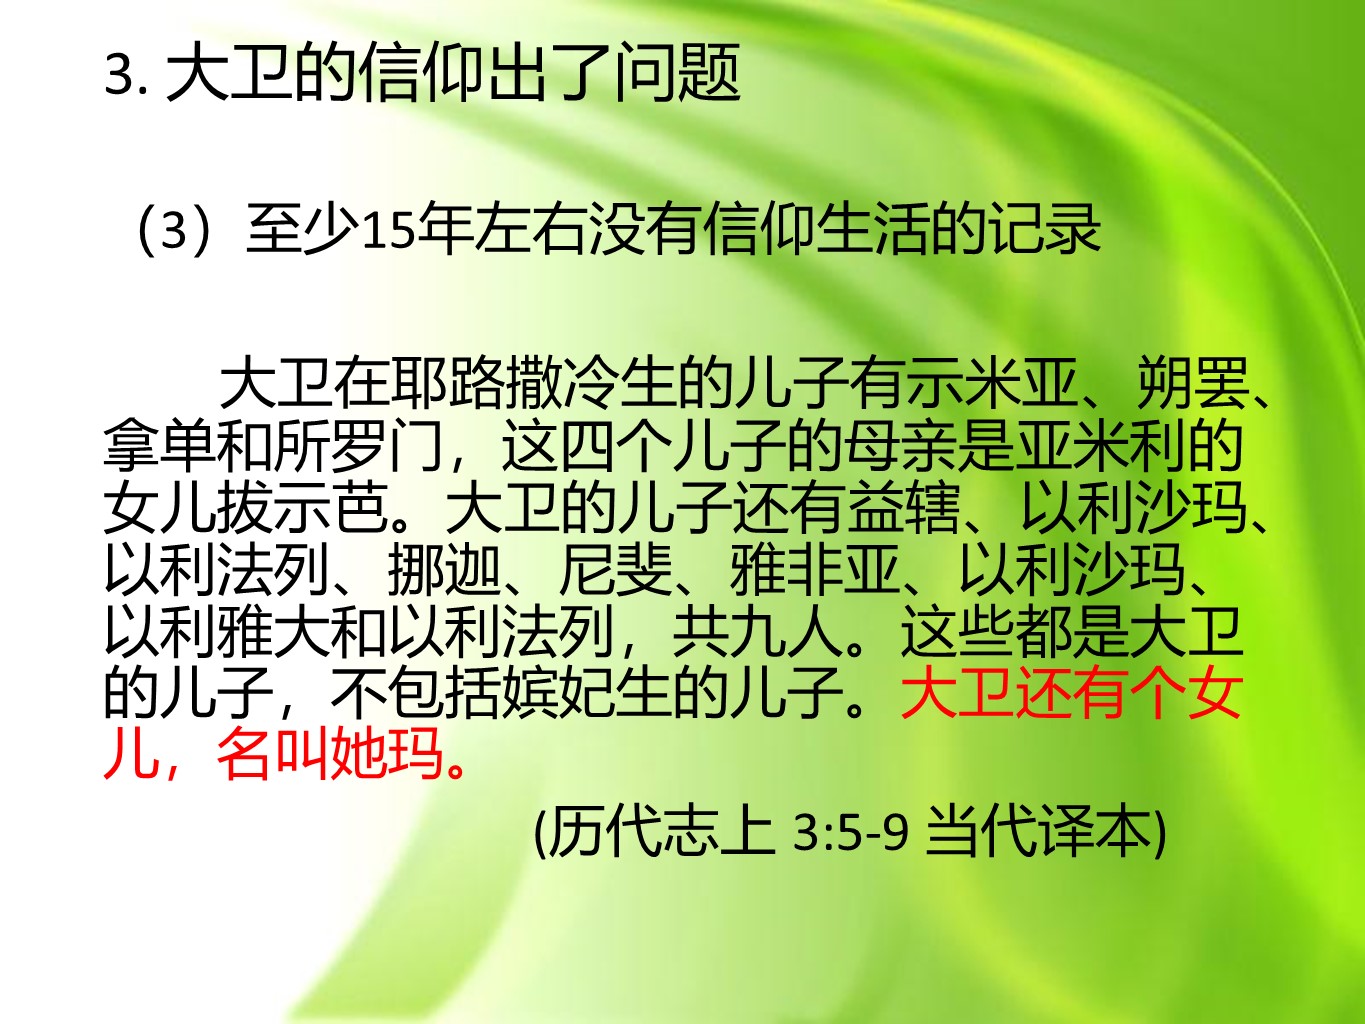 3. 大卫的信仰出了问题
（3）至少15年左右没有信仰生活的记录
大卫在耶路撒冷生的儿子有示米亚、朔罢、
拿单和所罗门，这四个儿子的母亲是亚米利的
女儿拔示芭。大卫的儿子还有益辖、以利沙玛、
以利法列、挪迦、尼斐、雅非亚、以利沙玛、
以利雅大和以利法列，共九人。这些都是大卫
的儿子，不包括嫔妃生的儿子。大卫还有个女
儿，名叫她玛。
(历代志上 3:5-9 当代译本)